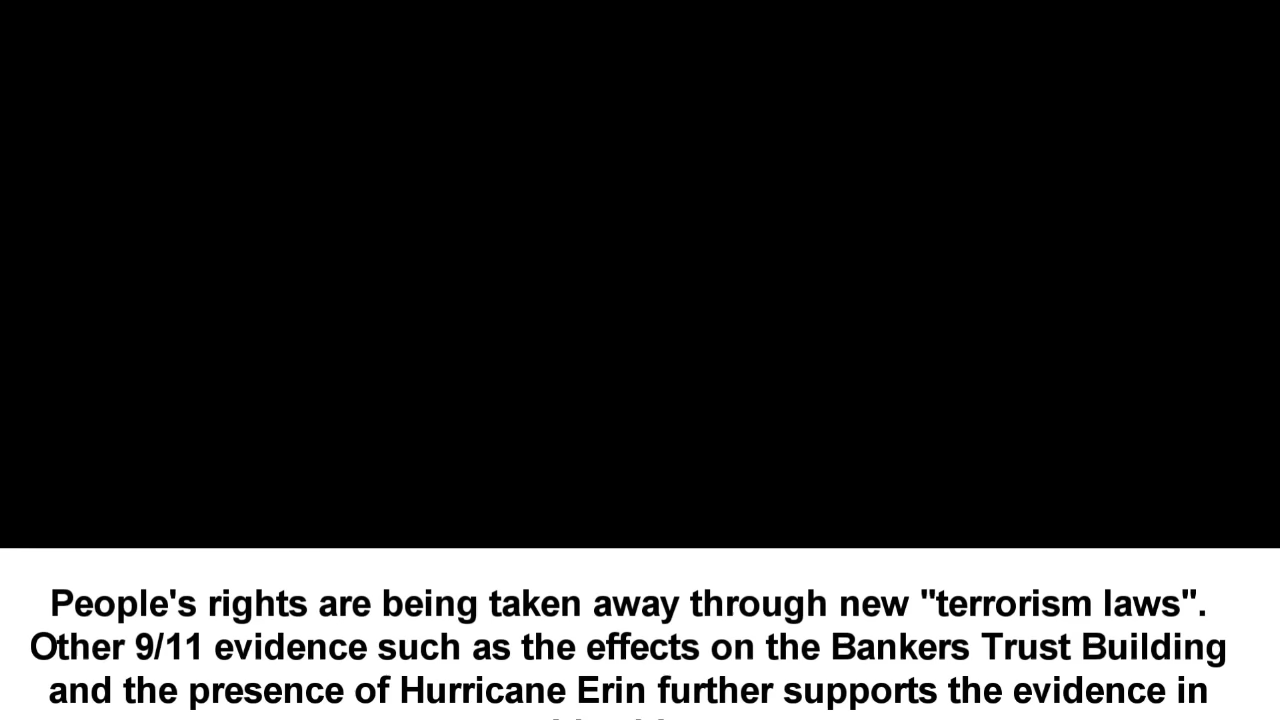 People's rights are being taken away through new "terrorism laws".
Other 9/11 evidence such as the effects on the Bankers Trust Building
and the presence of Hurricane Erin further supports the evidence in